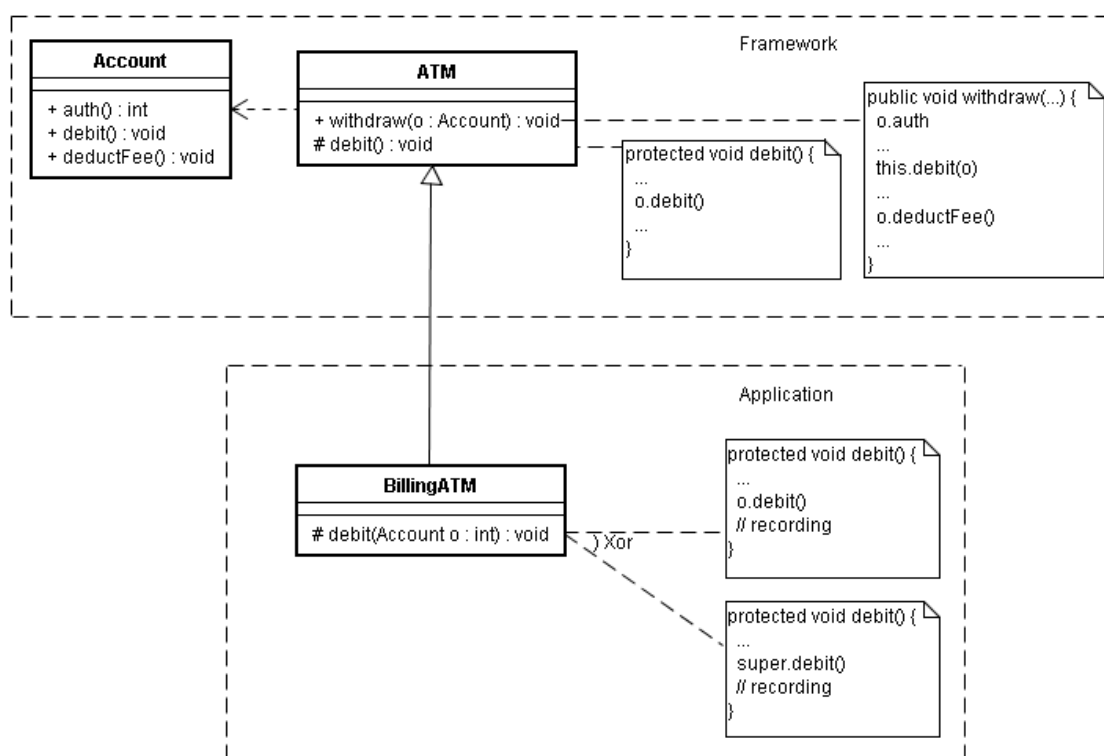 Framework
Account
+ auth() : int
+ debit() : void
+ deductFee() : void
ATM
+ withdraw(o : Account) : void
# debit() : void
protected void debit() {
...
o.debit()
...
}
public void withdraw(...) {
o.auth
...
this.debit(o)
...
o.deductFee()
...
}
Application
BillingATM
# debit(Account o : int) : void
) Xor
protected void debit() {
...
o.debit()
// recording
}
protected void debit() {
...
super.debit()
// recording
}